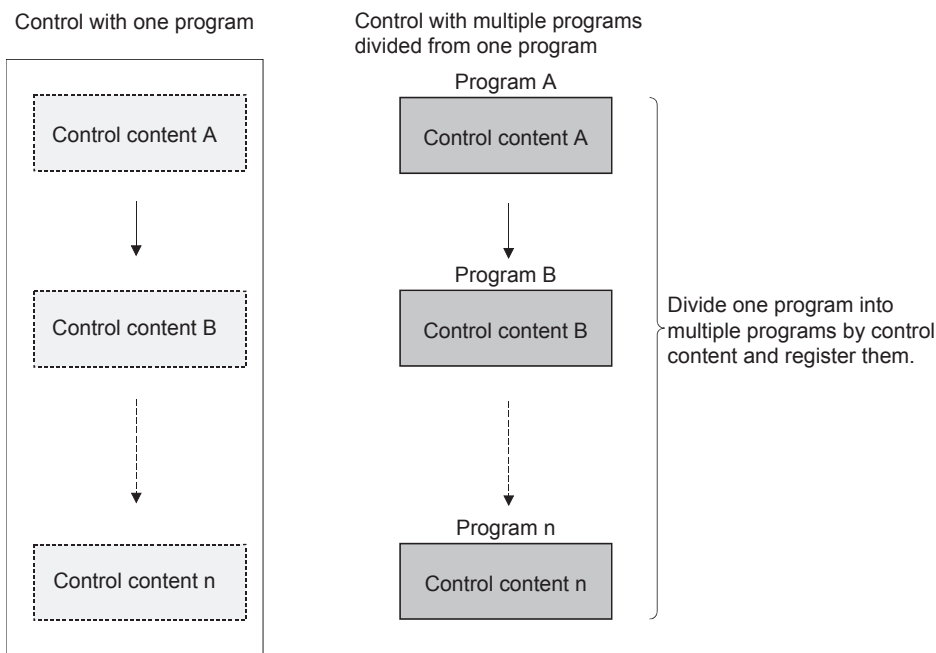 Control with one program
Control content A
Control content B
Control content n
Control with multiple programs
divided from one program
Program A
Control content A
Program B
Control content B
Program n
Control content n
Divide one program into
multiple programs by control
content and register them.